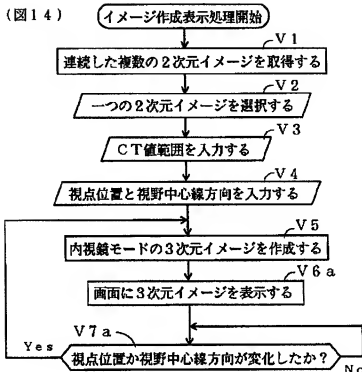 (図14)
イメージ作成表示処理開始
V1
連続した複数の2次元イメージを取得する
V2
一つの2次元イメージを選択する
V3
CT値範囲を入力する
V4
視点位置と視野中心線方向を入力する
V5
内視鏡モードの3次元イメージを作成する
V6a
画面に3次元イメージを表示する
V7a
Yes
視点位置か視野中心線方向が変化したか?
No